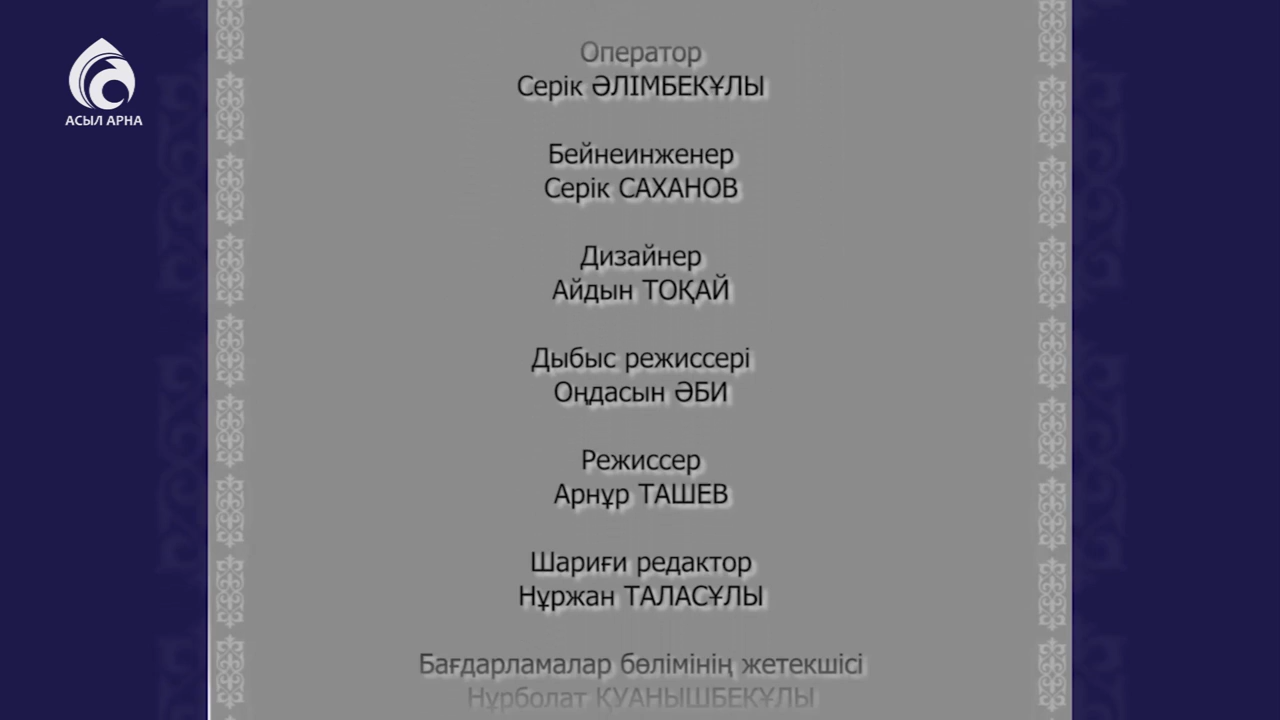 АСЫЛ АРНА
Оператор
Серік ӘЛІМБЕКҰЛЫ
Бейнеинженер
Серік САХАНОВ
Дизайнер
Айдын ТОҚАЙ
Дыбыс режиссері
Оңдасын ӘБИ
Режиссер
Арнұр ТАШЕВ
Шариғи редактор
Нұржан ТАЛАСҰЛЫ
Бағдарламалар бөлімінің жетекшісі
Нұрболат ҚУАНЫШБЕКҰЛЫ